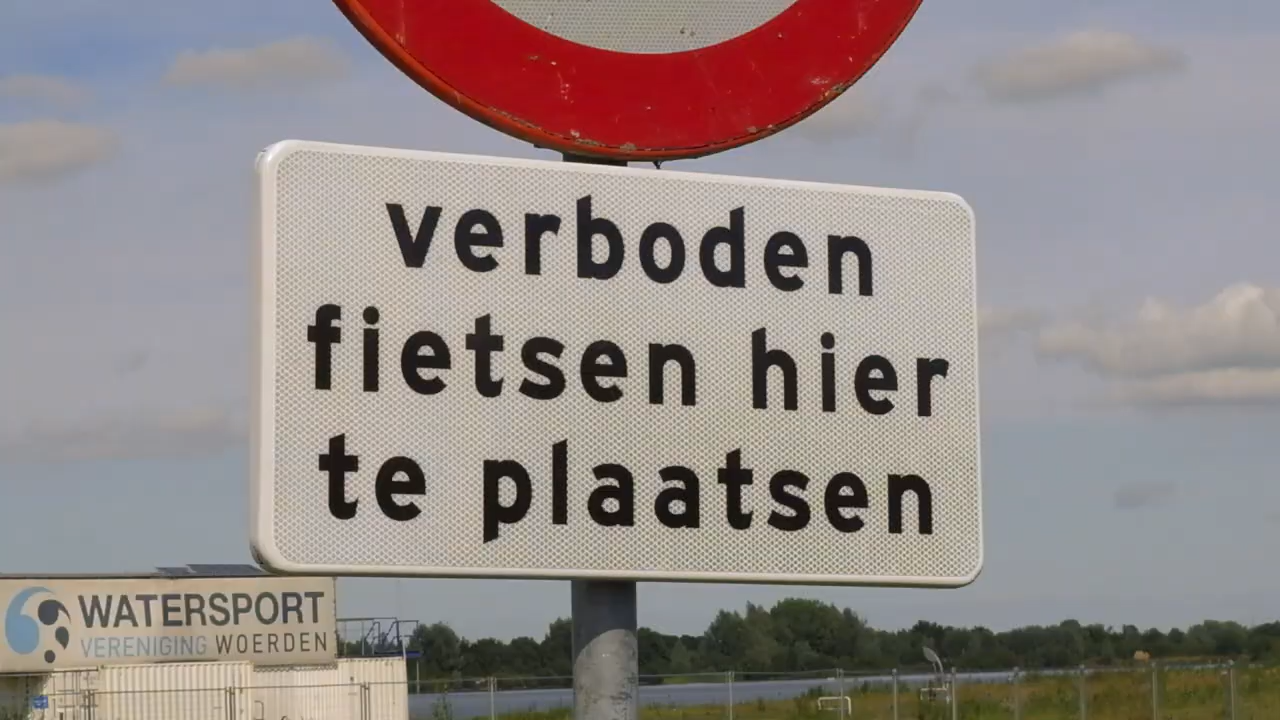 verboden
fietsen hier
te plaatsen
WATERSPORT
VERENIGING WOERDEN